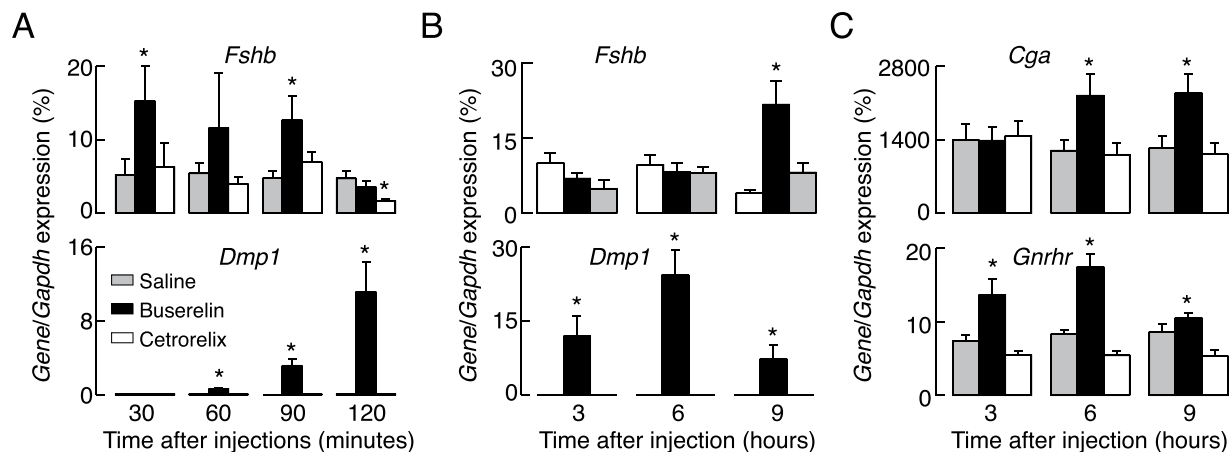 A
Fshb
20
10
0
Gene/Gapdh expression (%)
*
*
*
Dmp1
16
8
0
Saline
Buserelin
Cetrorelix
*
*
*
30 60 90 120
Time after injections (minutes)
B
Fshb
30
15
0
Gene/Gapdh expression (%)
*
Dmp1
30
15
0
*
*
*
3 6 9
Time after injection (hours)
C
Cga
2800
1400
0
Gene/Gapdh expression (%)
*
*
Gnrhr
20
10
0
*
*
*
3 6 9
Time after injection (hours)